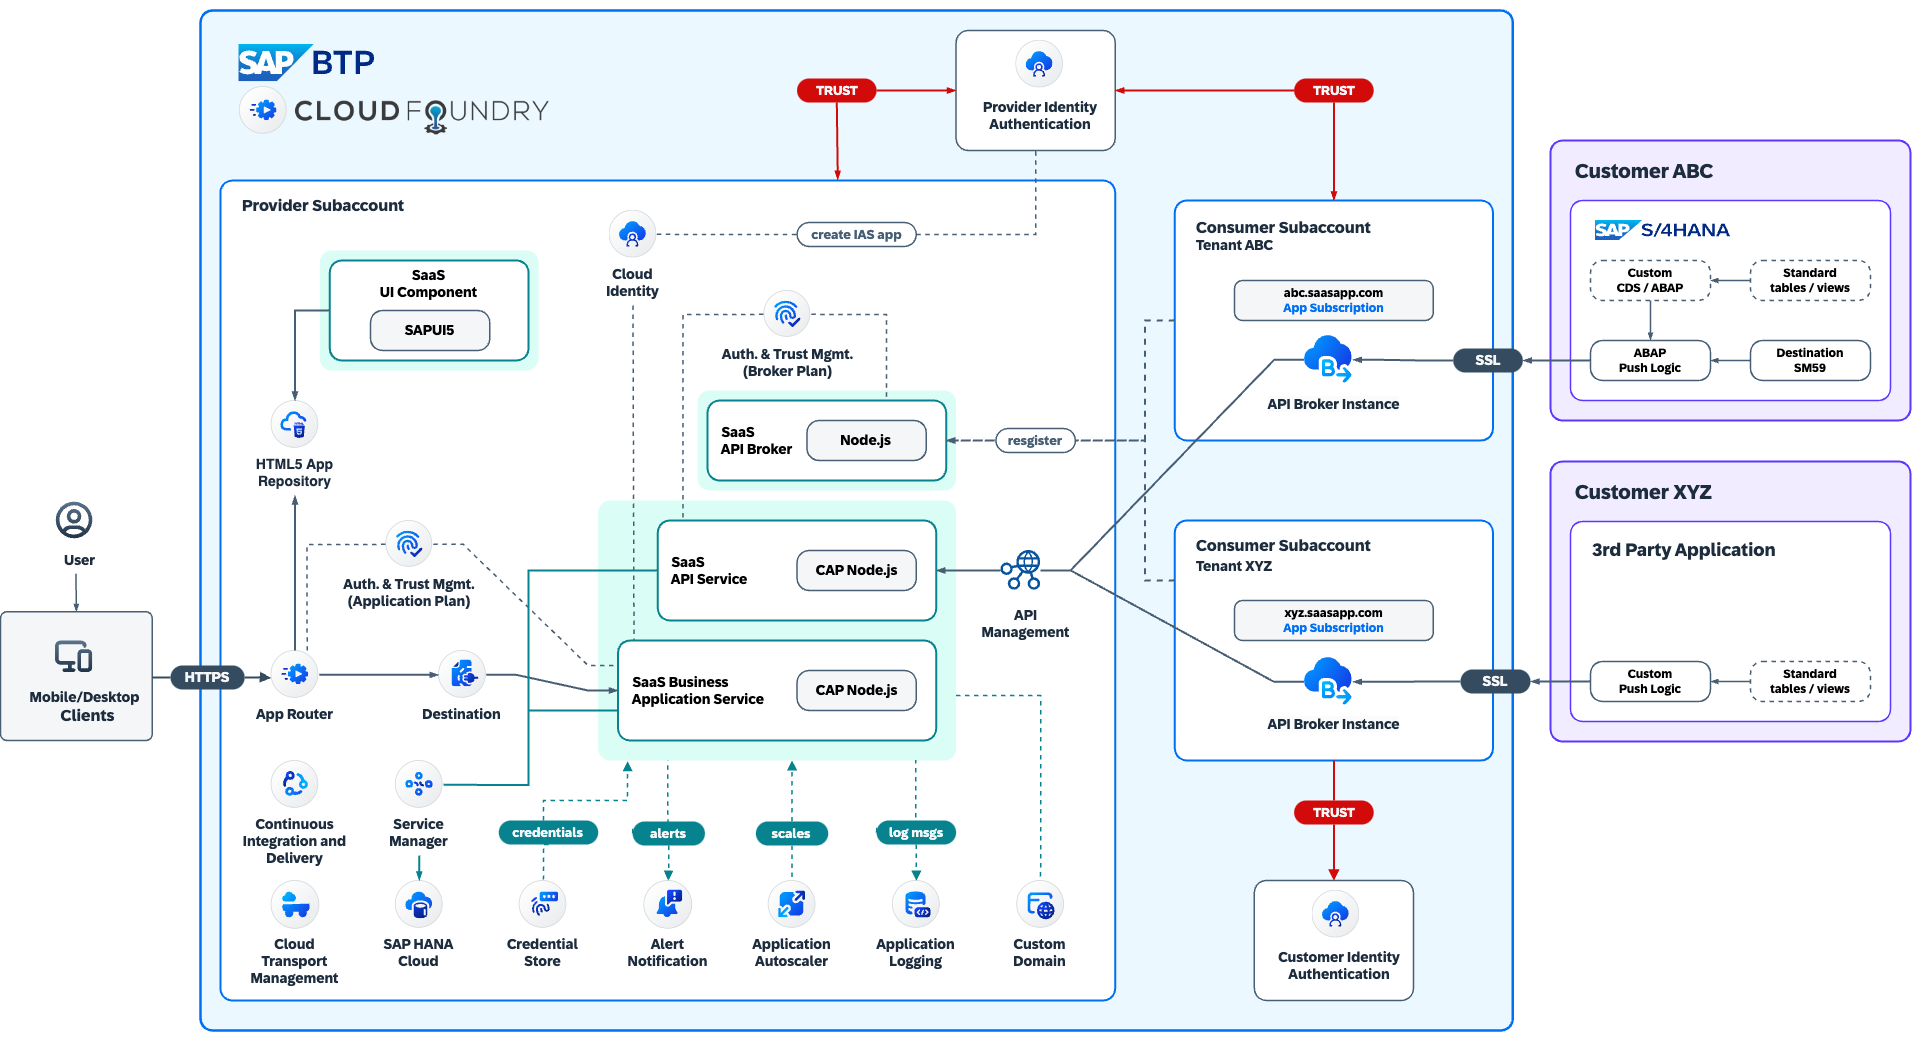 SAP BTP
CLOUD FOUNDRY
TRUST
Provider Identity
Authentication
TRUST
Provider Subaccount
Cloud
Identity
create IAS app
SaaS
UI Component
SAPUI5
Auth. & Trust Mgmt.
(Broker Plan)
SaaS
API Broker
Node.js
resgister
HTML5 App
Repository
User
Mobile/Desktop
Clients
HTTPS
App Router
Auth. & Trust Mgmt.
(Application Plan)
Destination
SaaS
API Service
CAP Node.js
SaaS Business
Application Service
CAP Node.js
API
Management
Continuous
Integration and
Delivery
Service
Manager
credentials
alerts
scales
log msgs
Cloud
Transport
Management
SAP HANA
Cloud
Credential
Store
Alert
Notification
Application
Autoscaler
Application
Logging
Custom
Domain
Consumer Subaccount
Tenant ABC
abc.saasapp.com
App Subscription
B
API Broker Instance
SSL
Consumer Subaccount
Tenant XYZ
xyz.saasapp.com
App Subscription
B
API Broker Instance
SSL
TRUST
Customer Identity
Authentication
Customer ABC
SAP S/4HANA
Custom
CDS / ABAP
Standard
tables / views
ABAP
Push Logic
Destination
SM59
Customer XYZ
3rd Party Application
Custom
Push Logic
Standard
tables / views